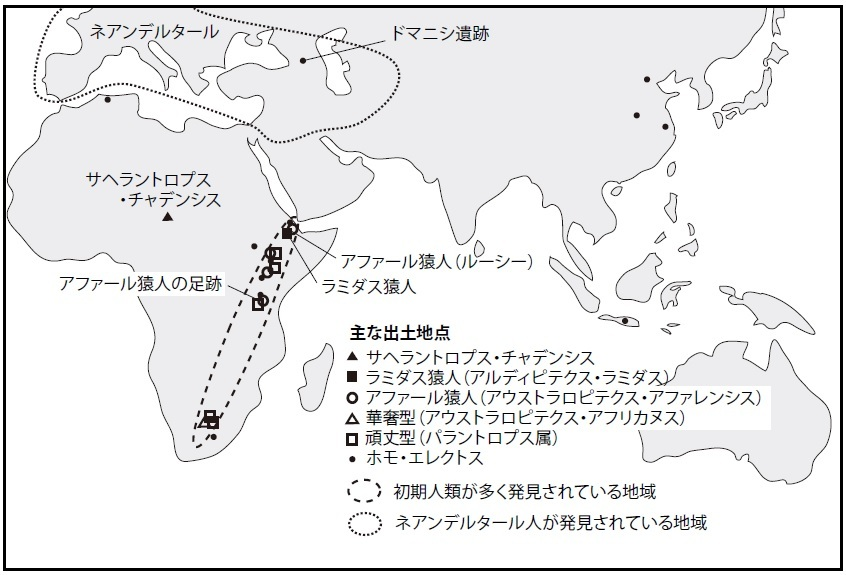 ネアンデルタール
ドマニシ遺跡
サヘラントロプス
・チャデンシス
アファール猿人(ルーシー)
ラミダス猿人
アファール猿人の足跡
主な出土地点
▲ サヘラントロプス・チャデンシス
■ ラミダス猿人(アルディピテクス・ラミダス)
○ アファール猿人(アウストラロピテクス・アファレンシス)
△ 華奢型(アウストラロピテクス・アフリカヌス)
□ 頑丈型(パラントロプス属)
● ホモ・エレクトス
初期人類が多く発見されている地域
ネアンデルタール人が発見されている地域